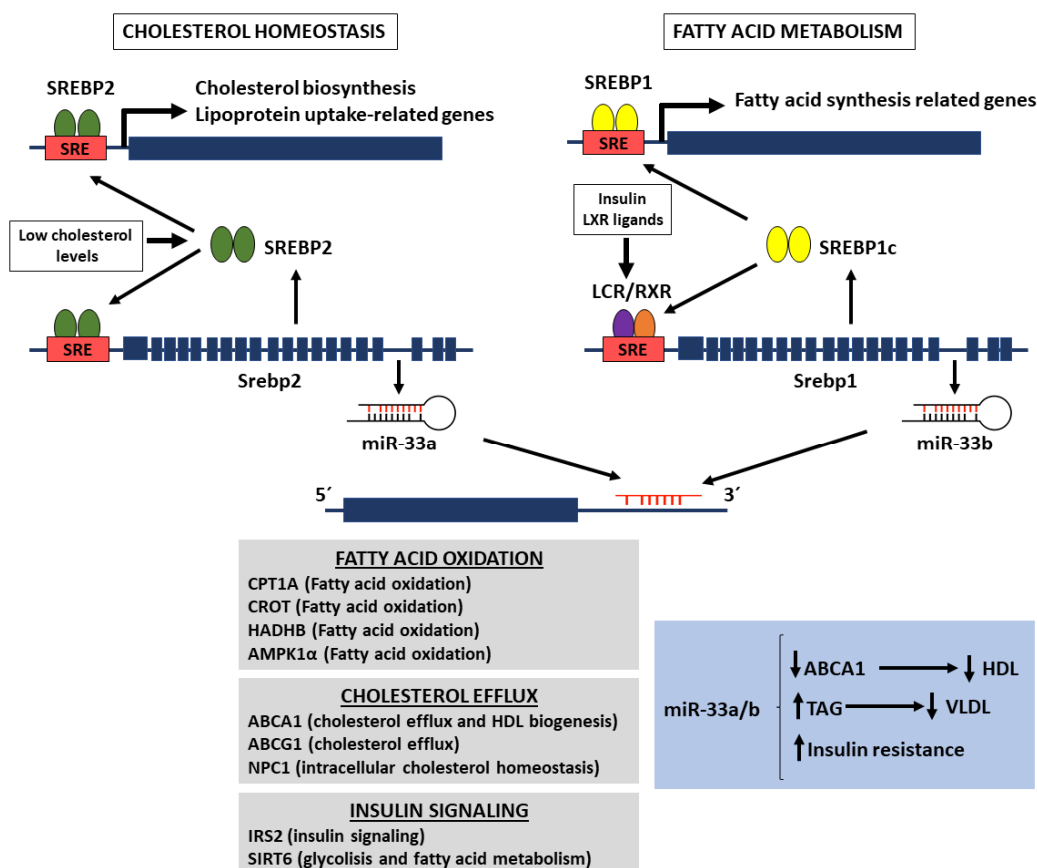 CHOLESTEROL HOMEOSTASIS
SREBP2
Cholesterol biosynthesis
Lipoprotein uptake-related genes
SRE
Low cholesterol
levels
SREBP2
SRE
Srebp2
miR-33a
FATTY ACID METABOLISM
SREBP1
Fatty acid synthesis related genes
SRE
Insulin
LXR ligands
SREBP1c
LCR/RXR
SRE
Srebp1
miR-33b
5´
3´
FATTY ACID OXIDATION
CPT1A (Fatty acid oxidation)
CROT (Fatty acid oxidation)
HADHB (Fatty acid oxidation)
AMPK1α (Fatty acid oxidation)
CHOLESTEROL EFFLUX
ABCA1 (cholesterol efflux and HDL biogenesis)
ABCG1 (cholesterol efflux)
NPC1 (intracellular cholesterol homeostasis)
INSULIN SIGNALING
IRS2 (insulin signaling)
SIRT6 (glycolisis and fatty acid metabolism)
miR-33a/b
ABCA1 HDL
TAG VLDL
Insulin resistance